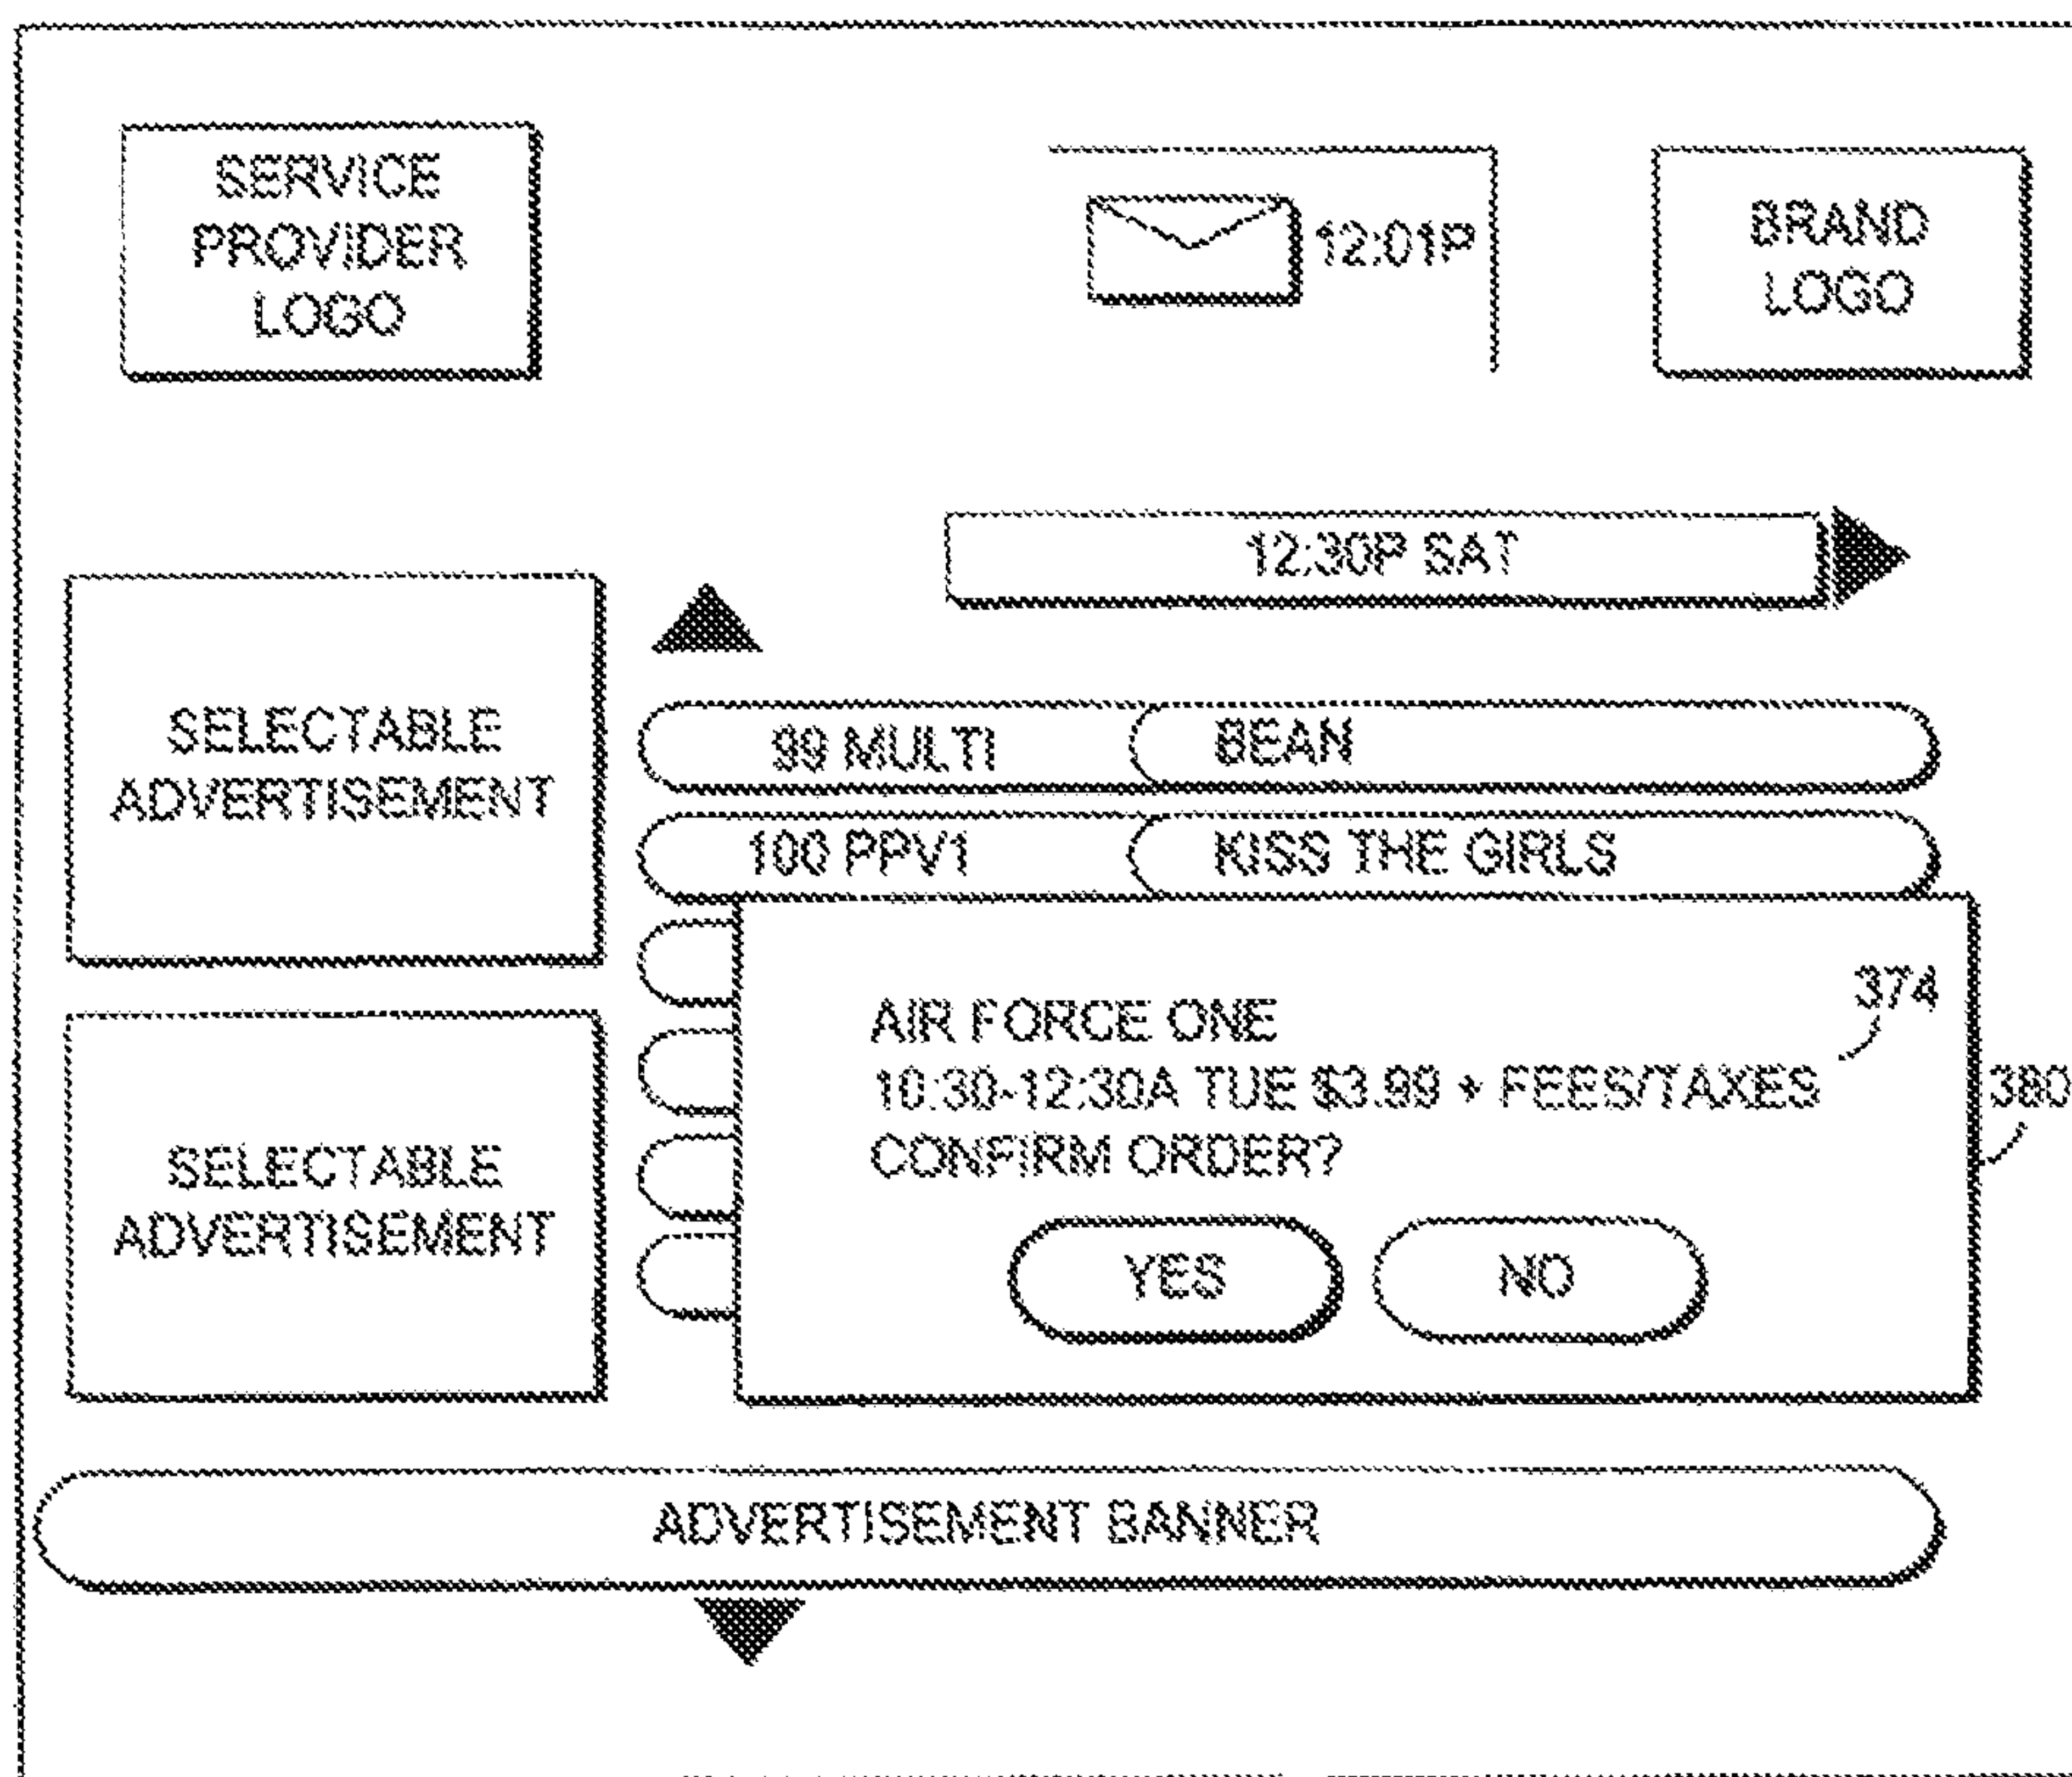 SERVICE
PROVIDER
LOGO
12:01P
BRAND
LOGO
12:30P SAT
SELECTABLE
ADVERTISEMENT
99 MULTI BEAN
100 PPV1 KISS THE GIRLS
374
AIR FORCE ONE
10:30-12:30A TUE $3.99 + FEES/TAXES
380
CONFIRM ORDER?
SELECTABLE
ADVERTISEMENT
YES NO
ADVERTISEMENT BANNER